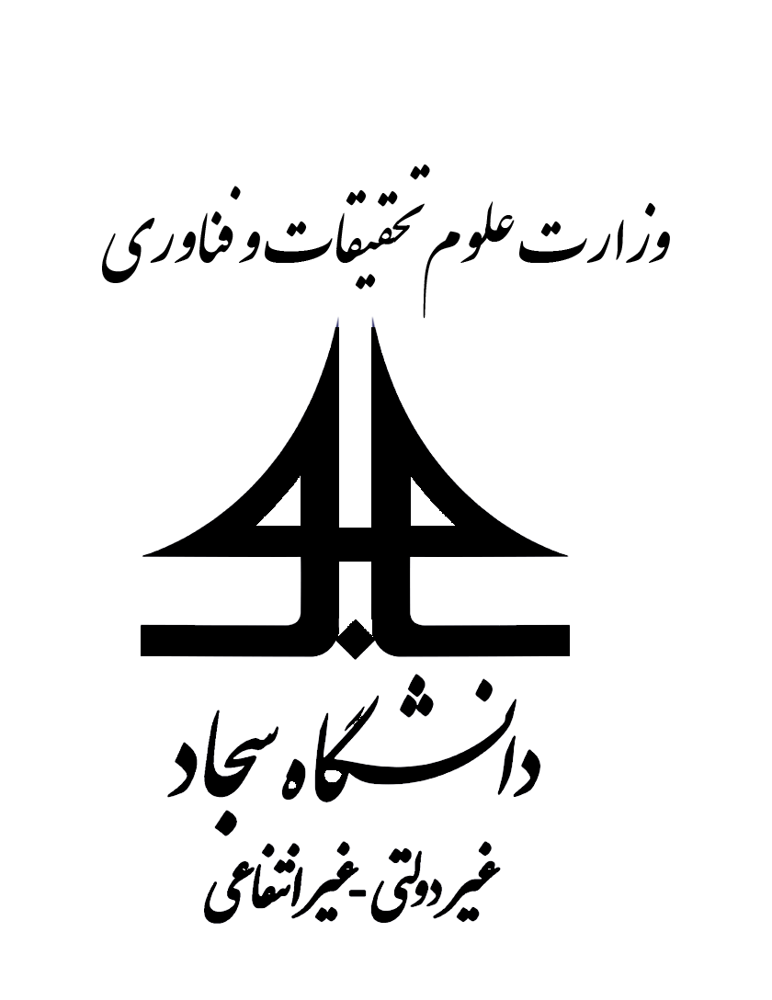 وزارت علوم تحقیقات و فناوری
دانشگاه سجاد
غیر دولتی - غیر انتفاعی